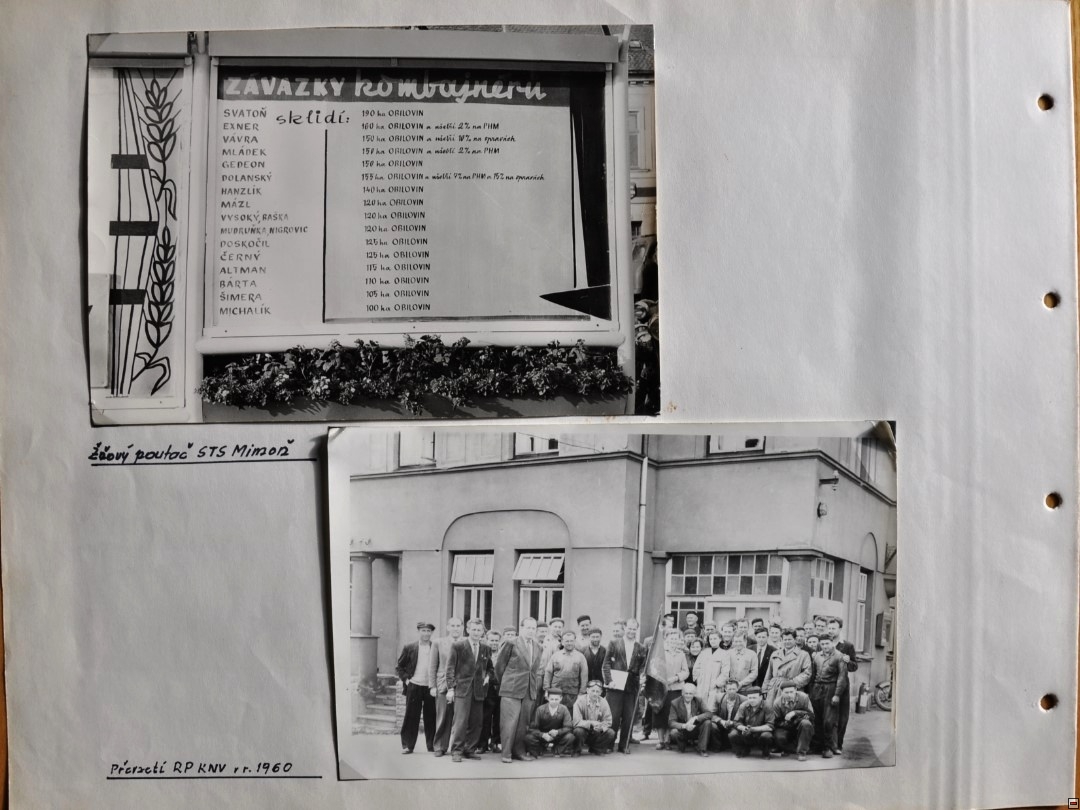 ZÁVAZKY kombajnérů
sklidí:
SVATOŇ 190 ha OBILOVIN
EXNER 160 ha OBILOVIN a ušetří 2% na PHM
VÁVRA 150 ha OBILOVIN a ušetří 10% na opravách
MLÁDEK 150 ha OBILOVIN a ušetří 2% na PHM
GEDEON 150 ha OBILOVIN
DOLANSKÝ 155 ha OBILOVIN a ušetří % na PHM a 15% na opravách
HANZLÍK 140 ha OBILOVIN
MÁZL 120 ha OBILOVIN
VYSOKÝ, BAŠKA 120 ha OBILOVIN
MUDRUŇKA, NIGROVIC 120 ha OBILOVIN
POSKOČIL 125 ha OBILOVIN
ČERNÝ 125 ha OBILOVIN
ALTMAN 115 ha OBILOVIN
BÁRTA 110 ha OBILOVIN
ŠIMERA 105 ha OBILOVIN
MICHALÍK 100 ha OBILOVIN
Žňový poutač STS Mimoň
Převzetí RP KNV v r. 1960